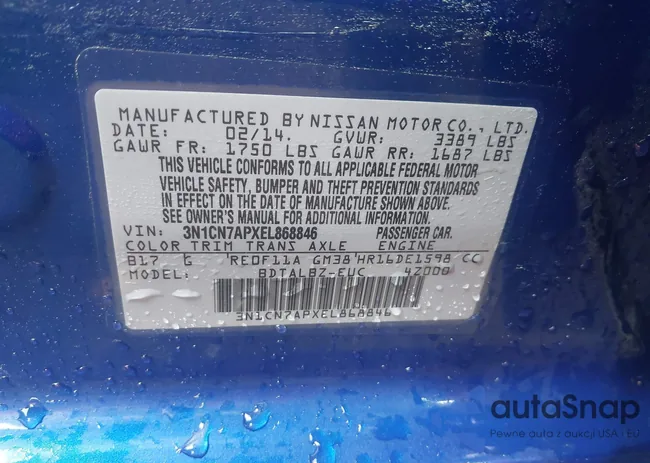 MANUFACTURED BY NISSAN MOTOR CO., LTD.
DATE: 02/14. GVWR: 3389 LBS
GAWR FR: 1750 LBS GAWR RR: 1687 LBS
THIS VEHICLE CONFORMS TO ALL APPLICABLE FEDERAL MOTOR
VEHICLE SAFETY, BUMPER AND THEFT PREVENTION STANDARDS
IN EFFECT ON THE DATE OF MANUFACTURE SHOWN ABOVE.
SEE OWNER'S MANUAL FOR ADDITIONAL INFORMATION.
VIN: 3N1CN7APXEL868846 PASSENGER CAR.
COLOR TRIM TRANS AXLE ENGINE
B17 G RE0F11A GM38 HR16DE1598 CC
MODEL: BDTALBZ-EUC 4Z000
3N1CN7APXEL868846
autaSnap
Pewne auta z aukcji USA - EU